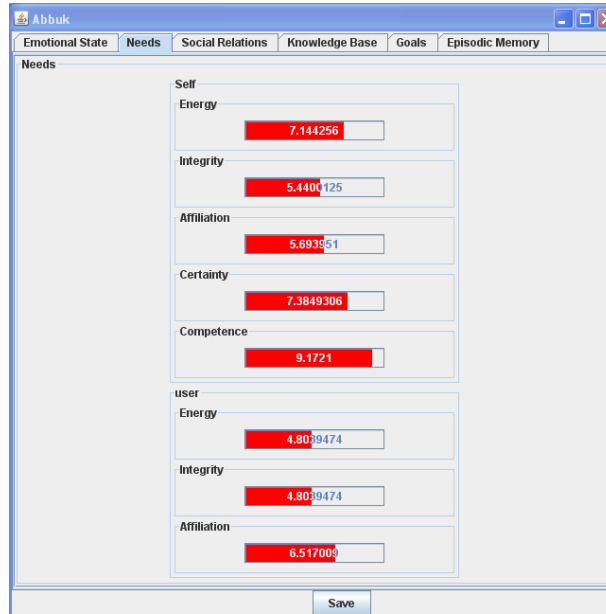 Abbuk
Emotional State Needs Social Relations Knowledge Base Goals Episodic Memory
Needs
Self
Energy
7.144256
Integrity
5.4400125
Affiliation
5.693951
Certainty
7.3849306
Competence
9.1721
user
Energy
4.8039474
Integrity
4.8039474
Affiliation
6.517009
Save